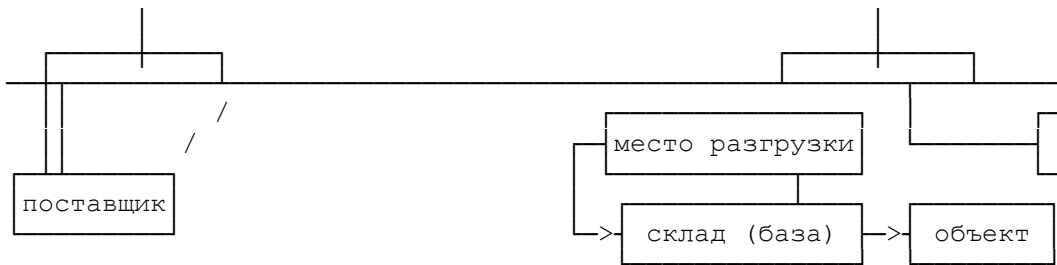 место разгрузки
поставщик
склад (база)
объект